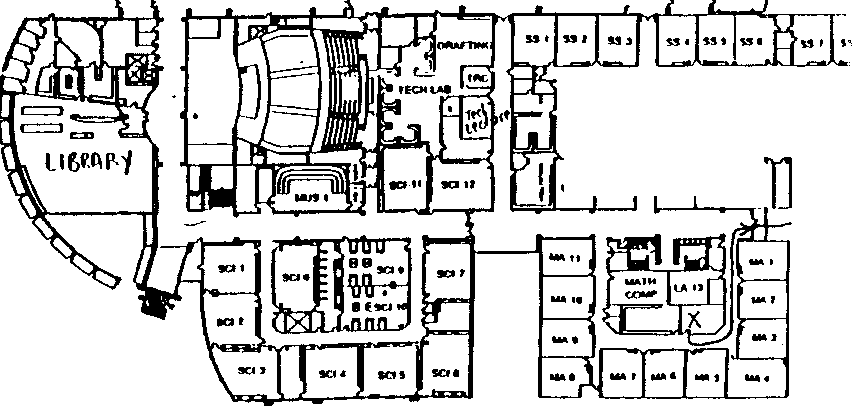 DRAFTING
SS 1
SS 2
SS 3
SS 4
SS 5
SS 6
SS 7
TECH LAB
Tech
LIBRARY
SCI 11
SCI 12
MUS 1
SCI 1
SCI 9
SCI 7
MA 11
MA 1
SCI 10
MA 10
MATH
COMP
LA 13
MA 2
SCI 2
X
MA 9
MA 3
SCI 3
SCI 4
SCI 5
SCI 6
MA 8
MA 7
MA 6
MA 5
MA 4